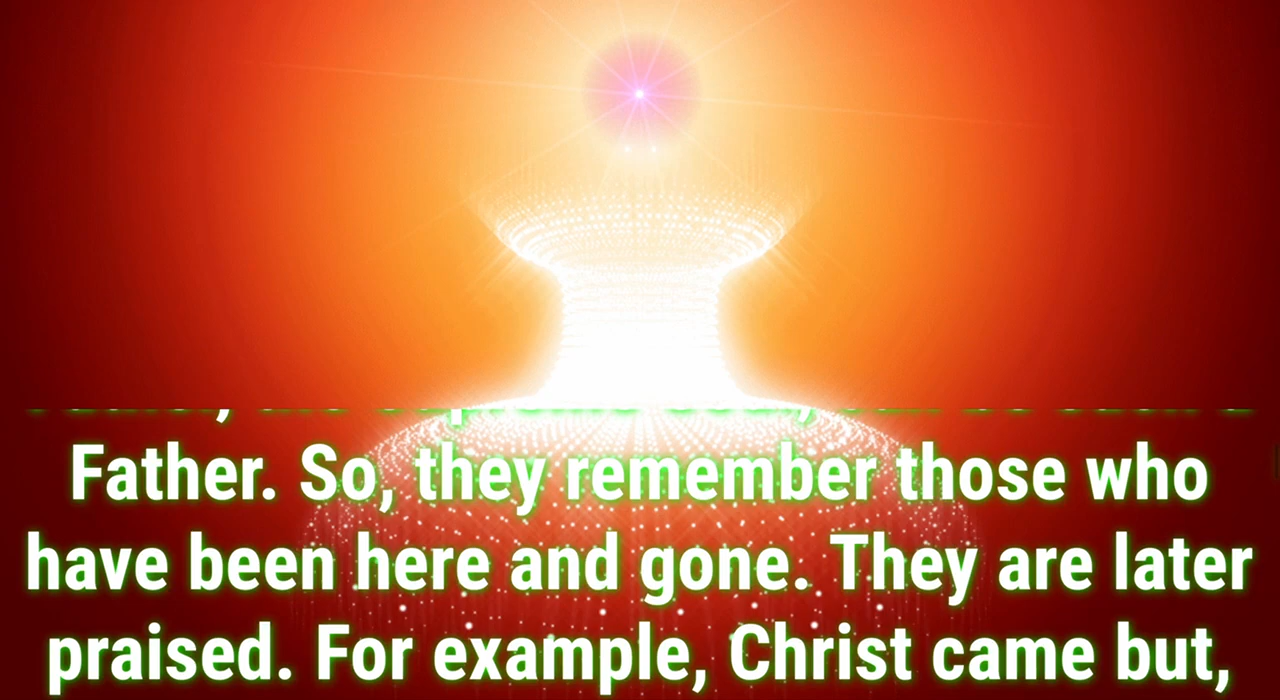 Father. So, they remember those who
have been here and gone. They are later
praised. For example, Christ came but,